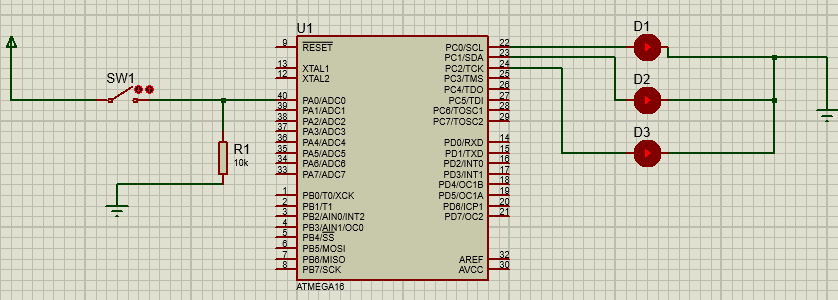 U1
9 RESET
13 XTAL1
12 XTAL2
40 PA0/ADC0
39 PA1/ADC1
38 PA2/ADC2
37 PA3/ADC3
36 PA4/ADC4
35 PA5/ADC5
34 PA6/ADC6
33 PA7/ADC7
1 PB0/T0/XCK
2 PB1/T1
3 PB2/AIN0/INT2
4 PB3/AIN1/OC0
5 PB4/SS
6 PB5/MOSI
7 PB6/MISO
8 PB7/SCK
PC0/SCL 22
PC1/SDA 23
PC2/TCK 24
PC3/TMS 25
PC4/TDO 26
PC5/TDI 27
PC6/TOSC1 28
PC7/TOSC2 29
PD0/RXD 14
PD1/TXD 15
PD2/INT0 16
PD3/INT1 17
PD4/OC1B 18
PD5/OC1A 19
PD6/ICP1 20
PD7/OC2 21
AREF 32
AVCC 30
ATMEGA16
SW1
R1
10k
D1
D2
D3